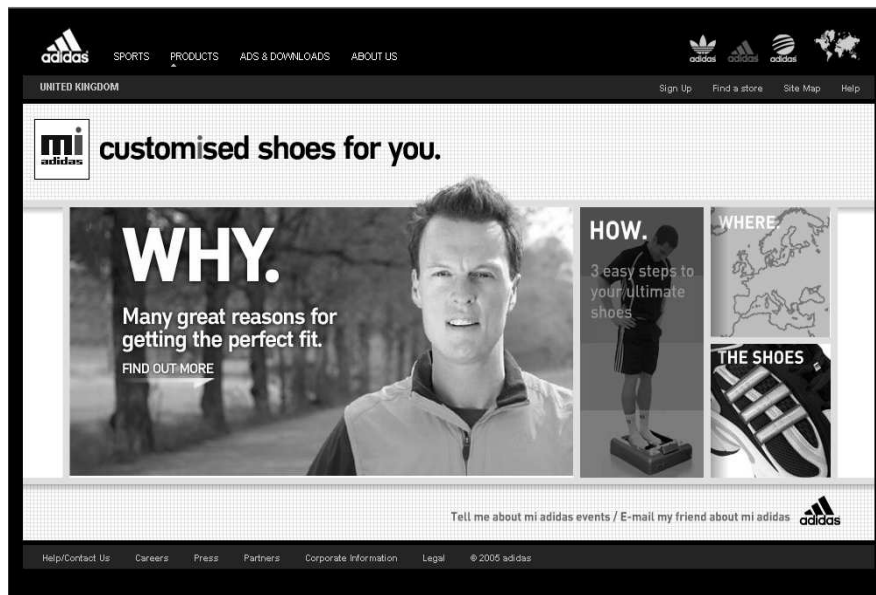 adidas SPORTS PRODUCTS ADS & DOWNLOADS ABOUT US adidas adidas adidas
UNITED KINGDOM Sign Up Find a store Site Map Help
mi
adidas
customised shoes for you.
WHY.
Many great reasons for
getting the perfect fit.
FIND OUT MORE
HOW.
3 easy steps to
your ultimate
shoes
WHERE.
THE SHOES
Tell me about mi adidas events / E-mail my friend about mi adidas adidas
Help/Contact Us Careers Press Partners Corporate Information Legal © 2005 adidas